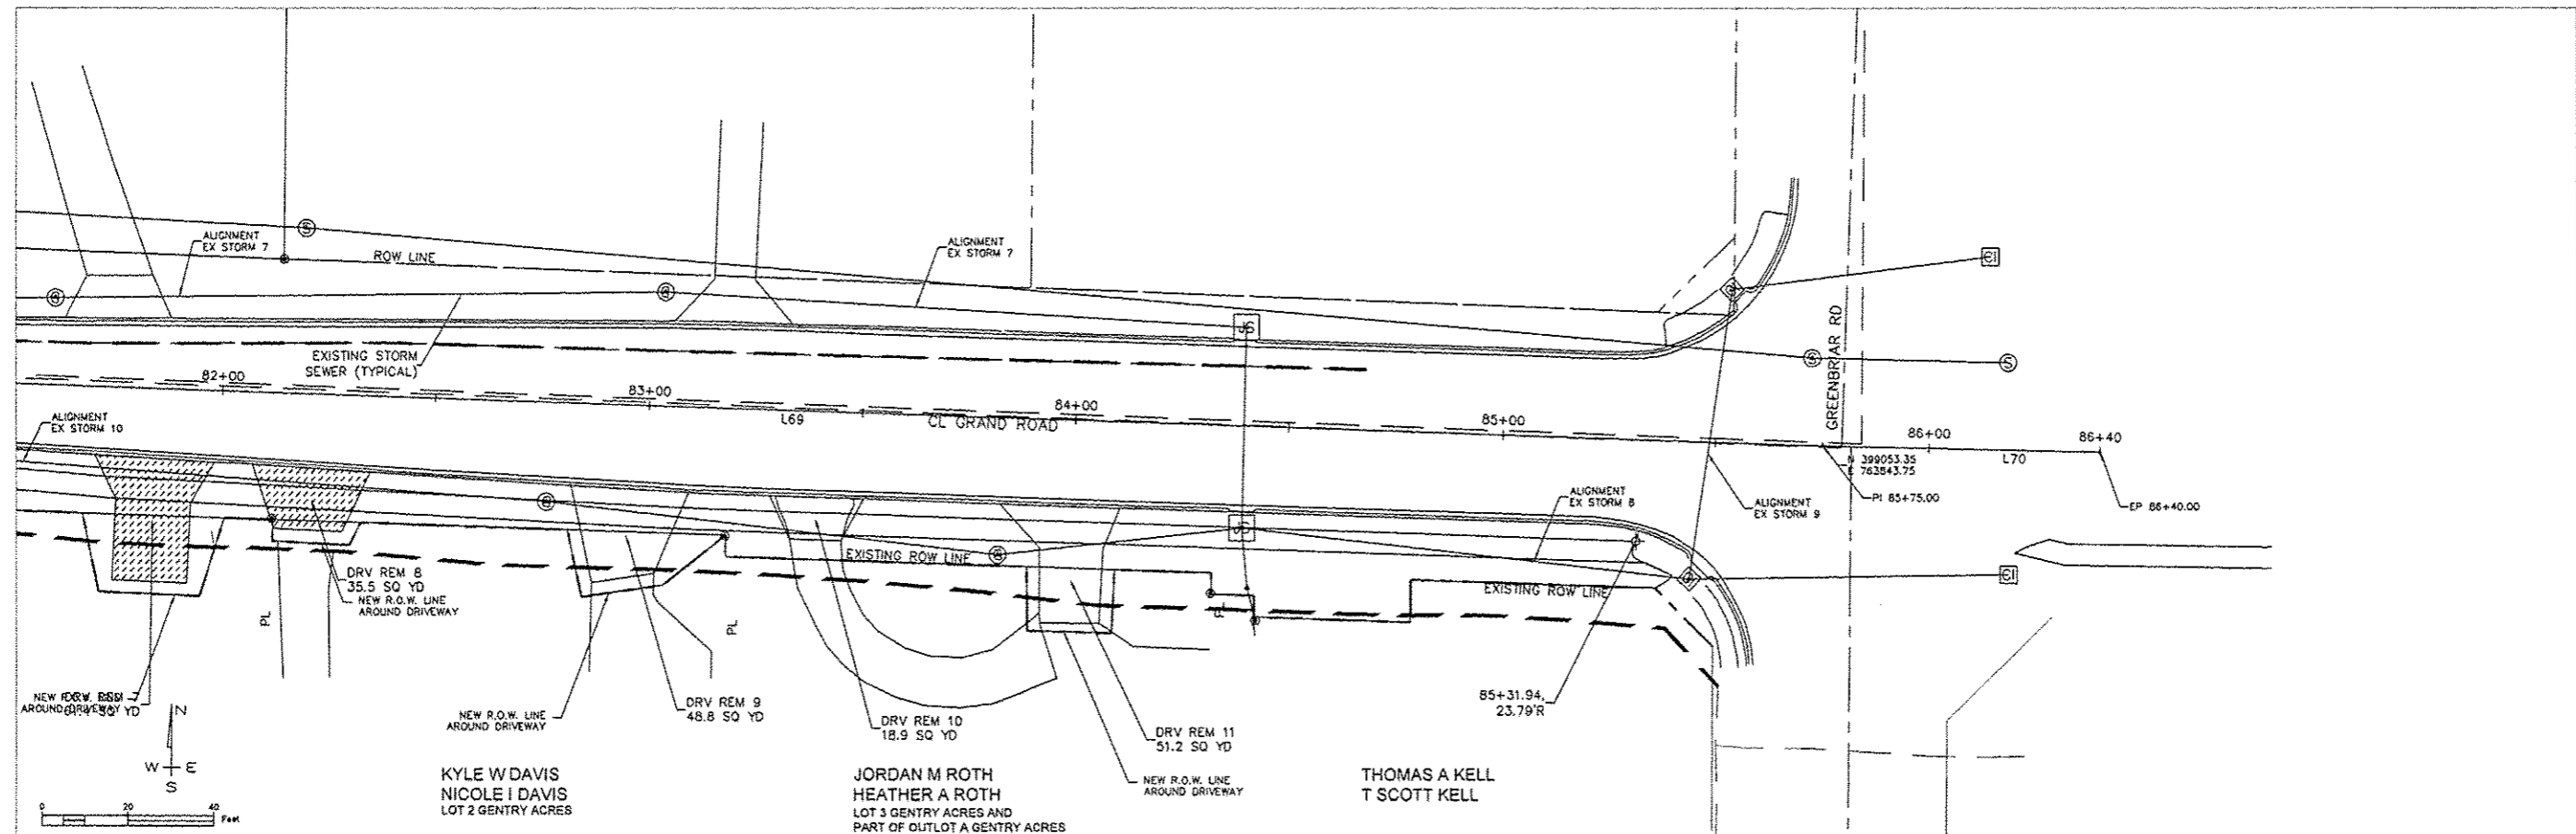 ALIGNMENT
EX STORM 7
ROW LINE
ALIGNMENT
EX STORM 7
EXISTING STORM
SEWER (TYPICAL)
82+00
83+00
84+00
85+00
86+00
86+40
L69
CL GRAND ROAD
GREENBRIAR RD
L70
N 399053.35
E 763843.75
PI 85+75.00
EP 86+40.00
ALIGNMENT
EX STORM 10
ALIGNMENT
EX STORM 8
ALIGNMENT
EX STORM 9
S
S
S
CI
CI
EXISTING ROW LINE
EXISTING ROW LINE
DRV REM 8
35.5 SQ YD
NEW R.O.W. LINE
AROUND DRIVEWAY
PL
PL
AROUND DRIVEWAY
SQ YD
NEW R.O.W. LINE
AROUND DRIVEWAY
DRV REM 9
48.8 SQ YD
DRV REM 10
18.9 SQ YD
DRV REM 11
51.2 SQ YD
NEW R.O.W. LINE
AROUND DRIVEWAY
85+31.94,
23.79'R
N
W E
S
0 20 40
Feet
KYLE W DAVIS
NICOLE I DAVIS
LOT 2 GENTRY ACRES
JORDAN M ROTH
HEATHER A ROTH
LOT 3 GENTRY ACRES AND
PART OF OUTLOT A GENTRY ACRES
THOMAS A KELL
T SCOTT KELL